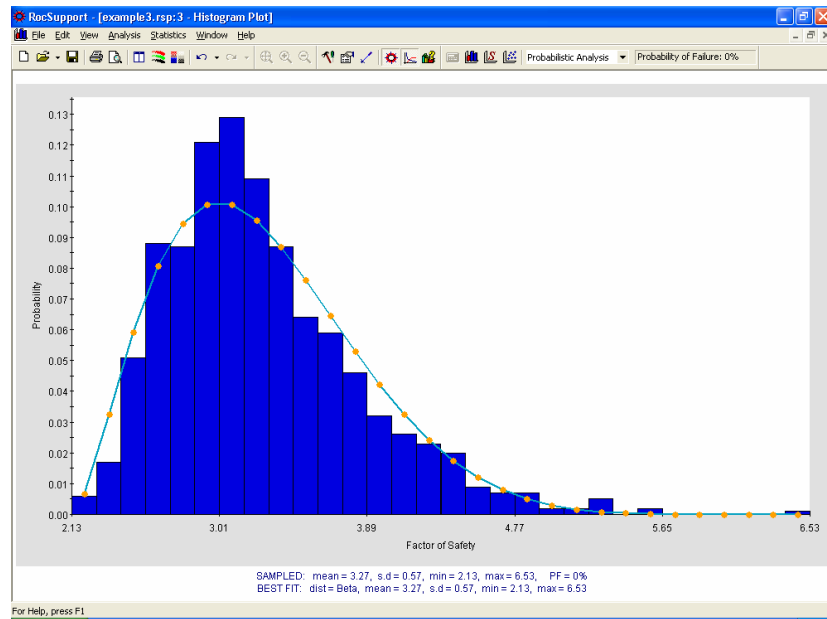 RocSupport - [example3.rsp:3 - Histogram Plot]
File Edit View Analysis Statistics Window Help
Probabilistic Analysis Probability of Failure: 0%
0.13
0.12
0.11
0.10
0.09
0.08
0.07
0.06
0.05
0.04
0.03
0.02
0.01
0.00
Probability
2.13 3.01 3.89 4.77 5.65 6.53
Factor of Safety
SAMPLED: mean = 3.27, s.d = 0.57, min = 2.13, max = 6.53, PF = 0%
BEST FIT: dist = Beta, mean = 3.27, s.d = 0.57, min = 2.13, max = 6.53
For Help, press F1